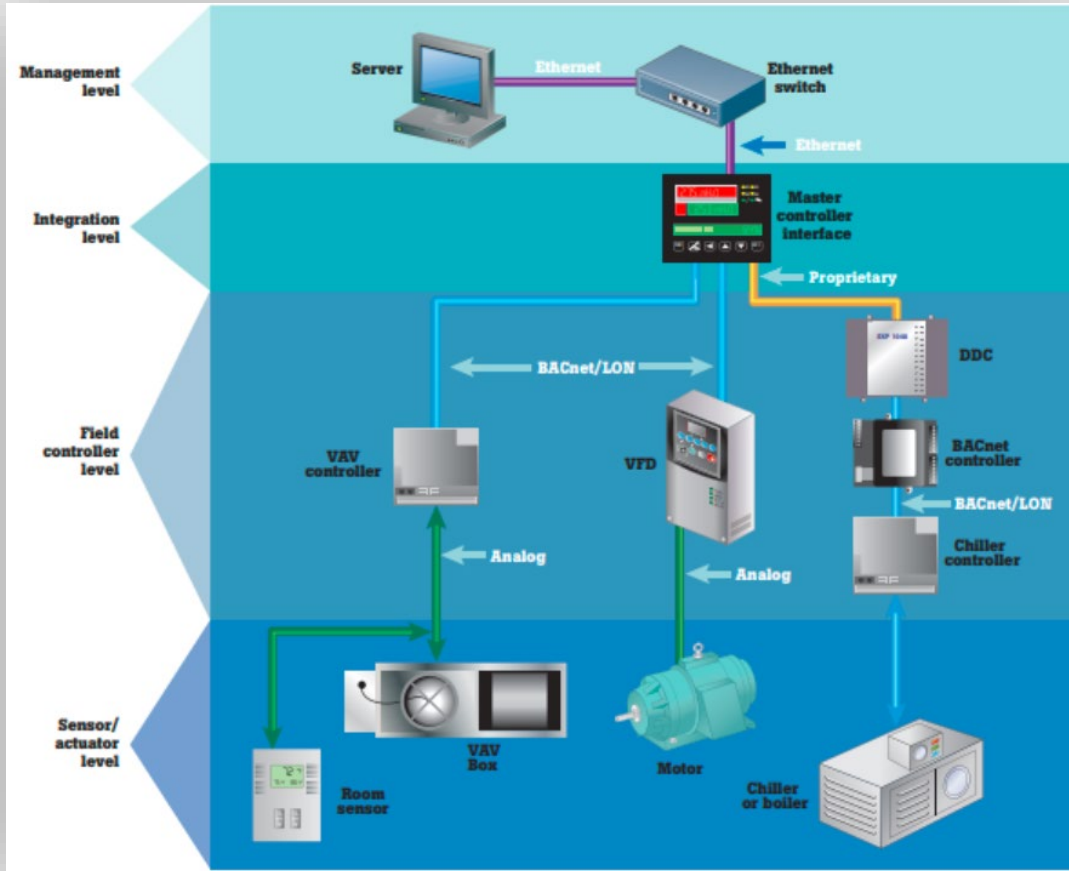 Management
level
Server
Ethernet
Ethernet
switch
Ethernet
Integration
level
Master
controller
interface
Proprietary
DDC
BACnet/LON
Field
controller
level
VAV
controller
VFD
BACnet
controller
BACnet/LON
Analog
Analog
Chiller
controller
Sensor/
actuator
level
72°F
VAV
Box
Motor
Room
sensor
Chiller
or boiler